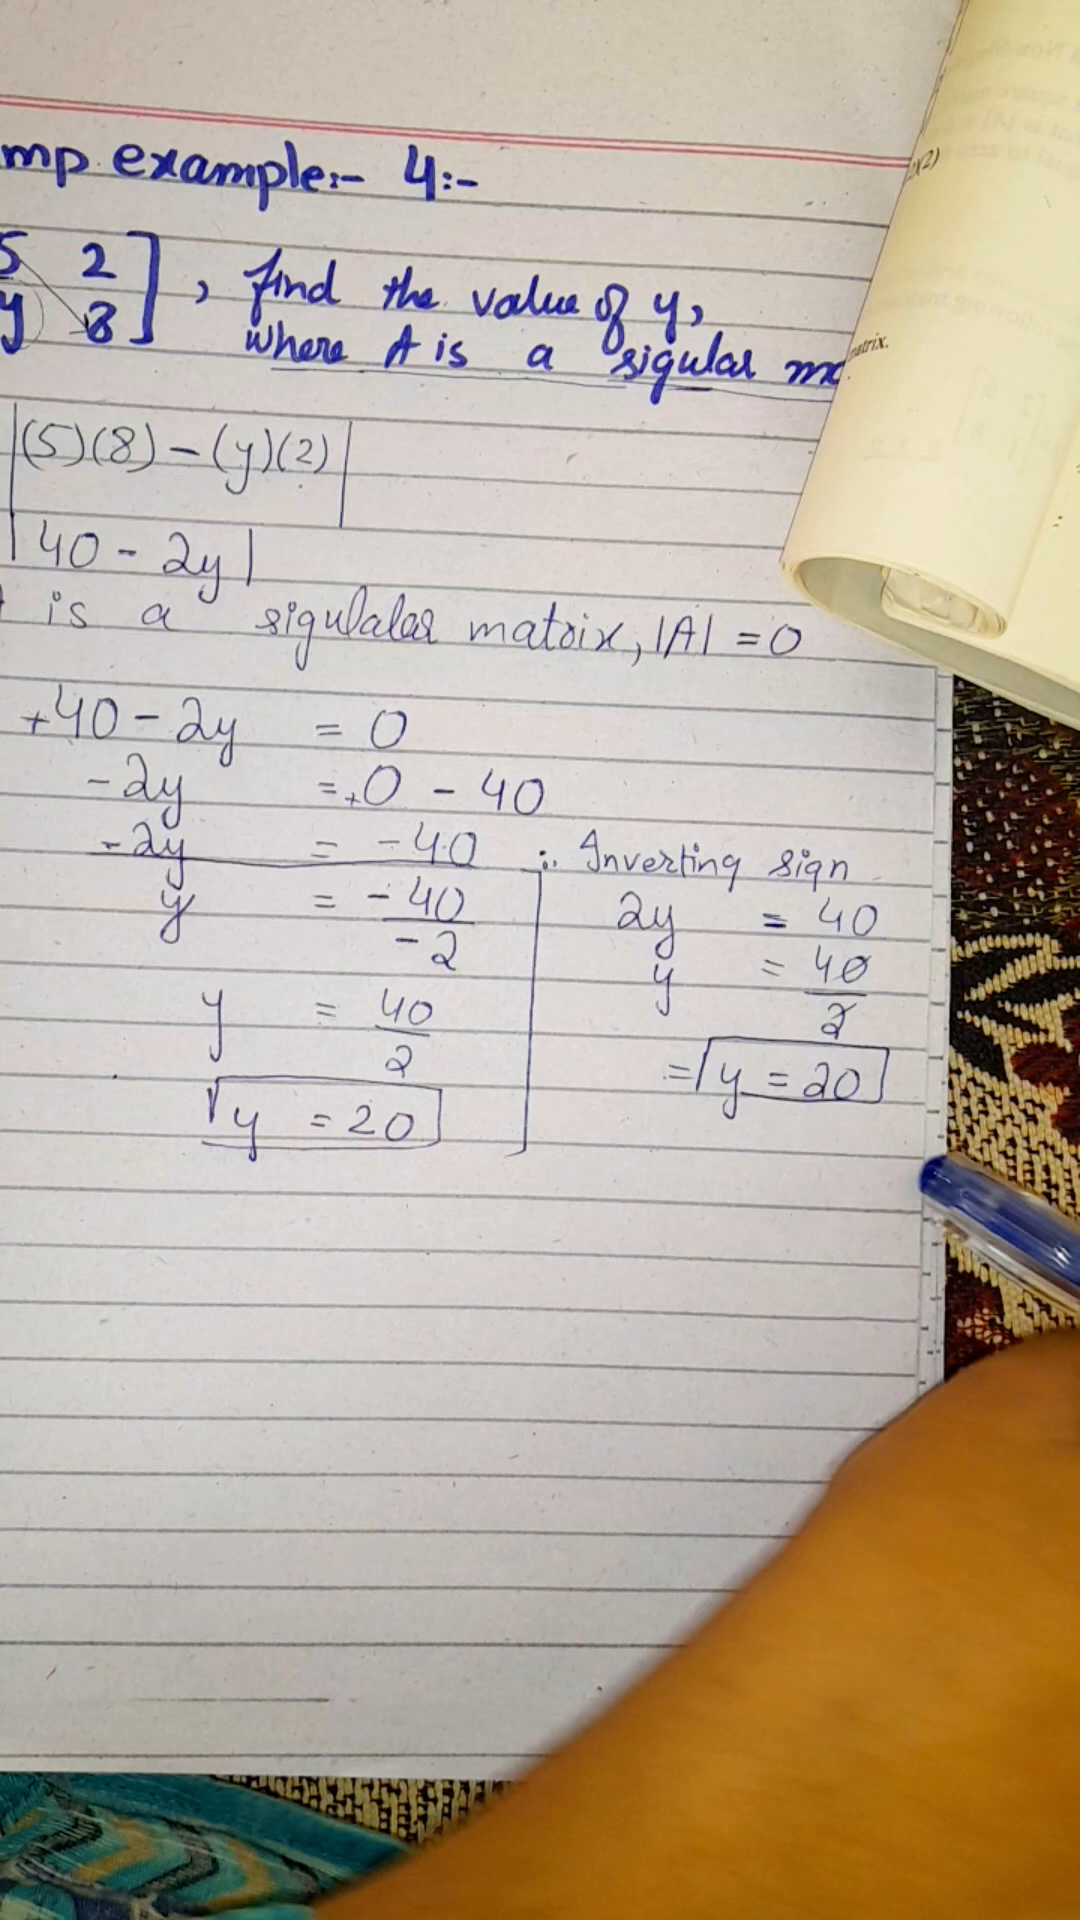 mp. example:- 4:-
5 2
y 8 ] , find the value of y,
where A is a sigular
(2x2)
matrix.
|(5)(8) - (y)(2)|
|40 - 2y|
is a sigulalar matrix, |A| = 0
+40 - 2y = 0
-2y = +0 - 40
-2y = -40 ∴ Inverting sign
y = -40/-2
2y = 40
y = 40/2
y = 40/2
= y = 20
y = 20